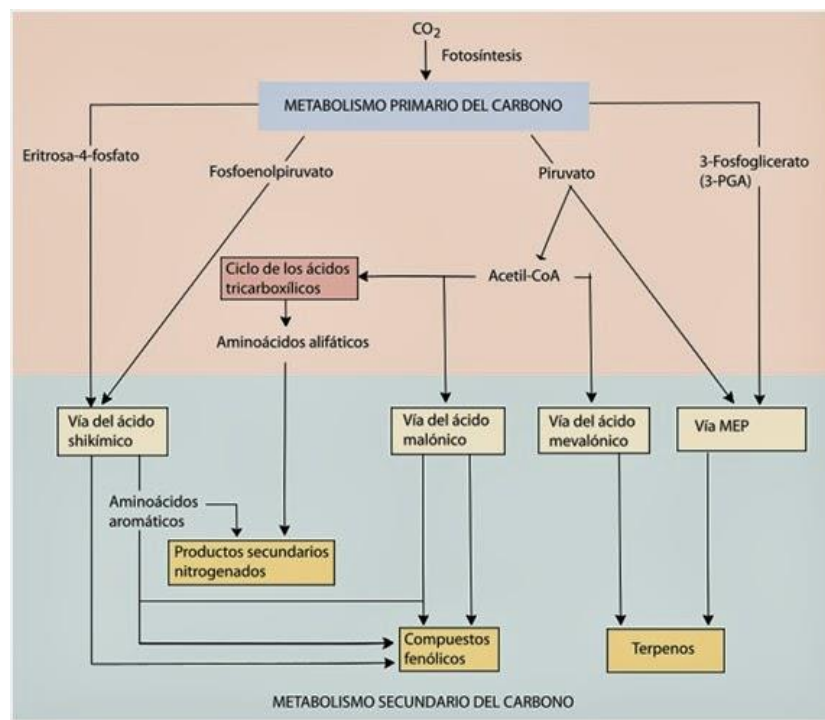 CO2
Fotosíntesis
METABOLISMO PRIMARIO DEL CARBONO
Eritrosa-4-fosfato
Fosfoenolpiruvato
Piruvato
3-Fosfoglicerato
(3-PGA)
Ciclo de los ácidos
tricarboxílicos
Acetil-CoA
Aminoácidos alifáticos
Vía del ácido
shikímico
Vía del ácido
malónico
Vía del ácido
mevalónico
Vía MEP
Aminoácidos
aromáticos
Productos secundarios
nitrogenados
Compuestos
fenólicos
Terpenos
METABOLISMO SECUNDARIO DEL CARBONO